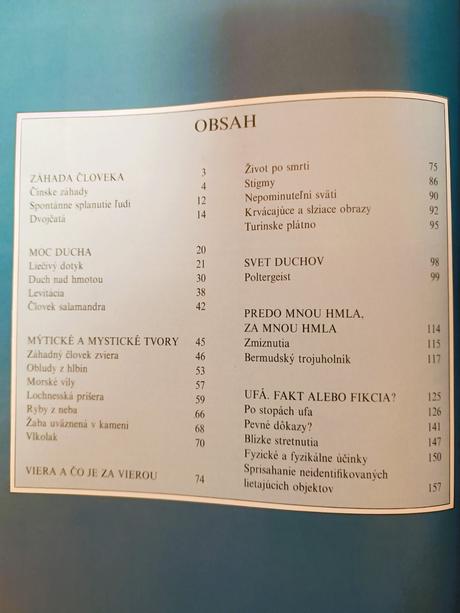 OBSAH
ZÁHADA ČLOVEKA 3
Čínske záhady 4
Spontánne splanutie ľudí 12
Dvojčatá 14
MOC DUCHA 20
Liečivý dotyk 21
Duch nad hmotou 30
Levitácia 38
Človek salamandra 42
MÝTICKÉ A MYSTICKÉ TVORY 45
Záhadný človek zviera 46
Obludy z hlbín 53
Morské víly 57
Lochnesská príšera 59
Ryby z neba 66
Žaba uväznená v kameni 68
Vlkolak 70
VIERA A ČO JE ZA VIEROU 74
Život po smrti 75
Stigmy 86
Nepominuteľní svätí 90
Krvácajúce a slziace obrazy 92
Turínske plátno 95
SVET DUCHOV 98
Poltergeist 99
PREDO MNOU HMLA,
ZA MNOU HMLA 114
Zmiznutia 115
Bermudský trojuholník 117
UFÁ. FAKT ALEBO FIKCIA? 125
Po stopách ufa 126
Pevné dôkazy? 141
Blízke stretnutia 147
Fyzické a fyzikálne účinky 150
Sprisahanie neidentifikovaných
lietajúcich objektov 157